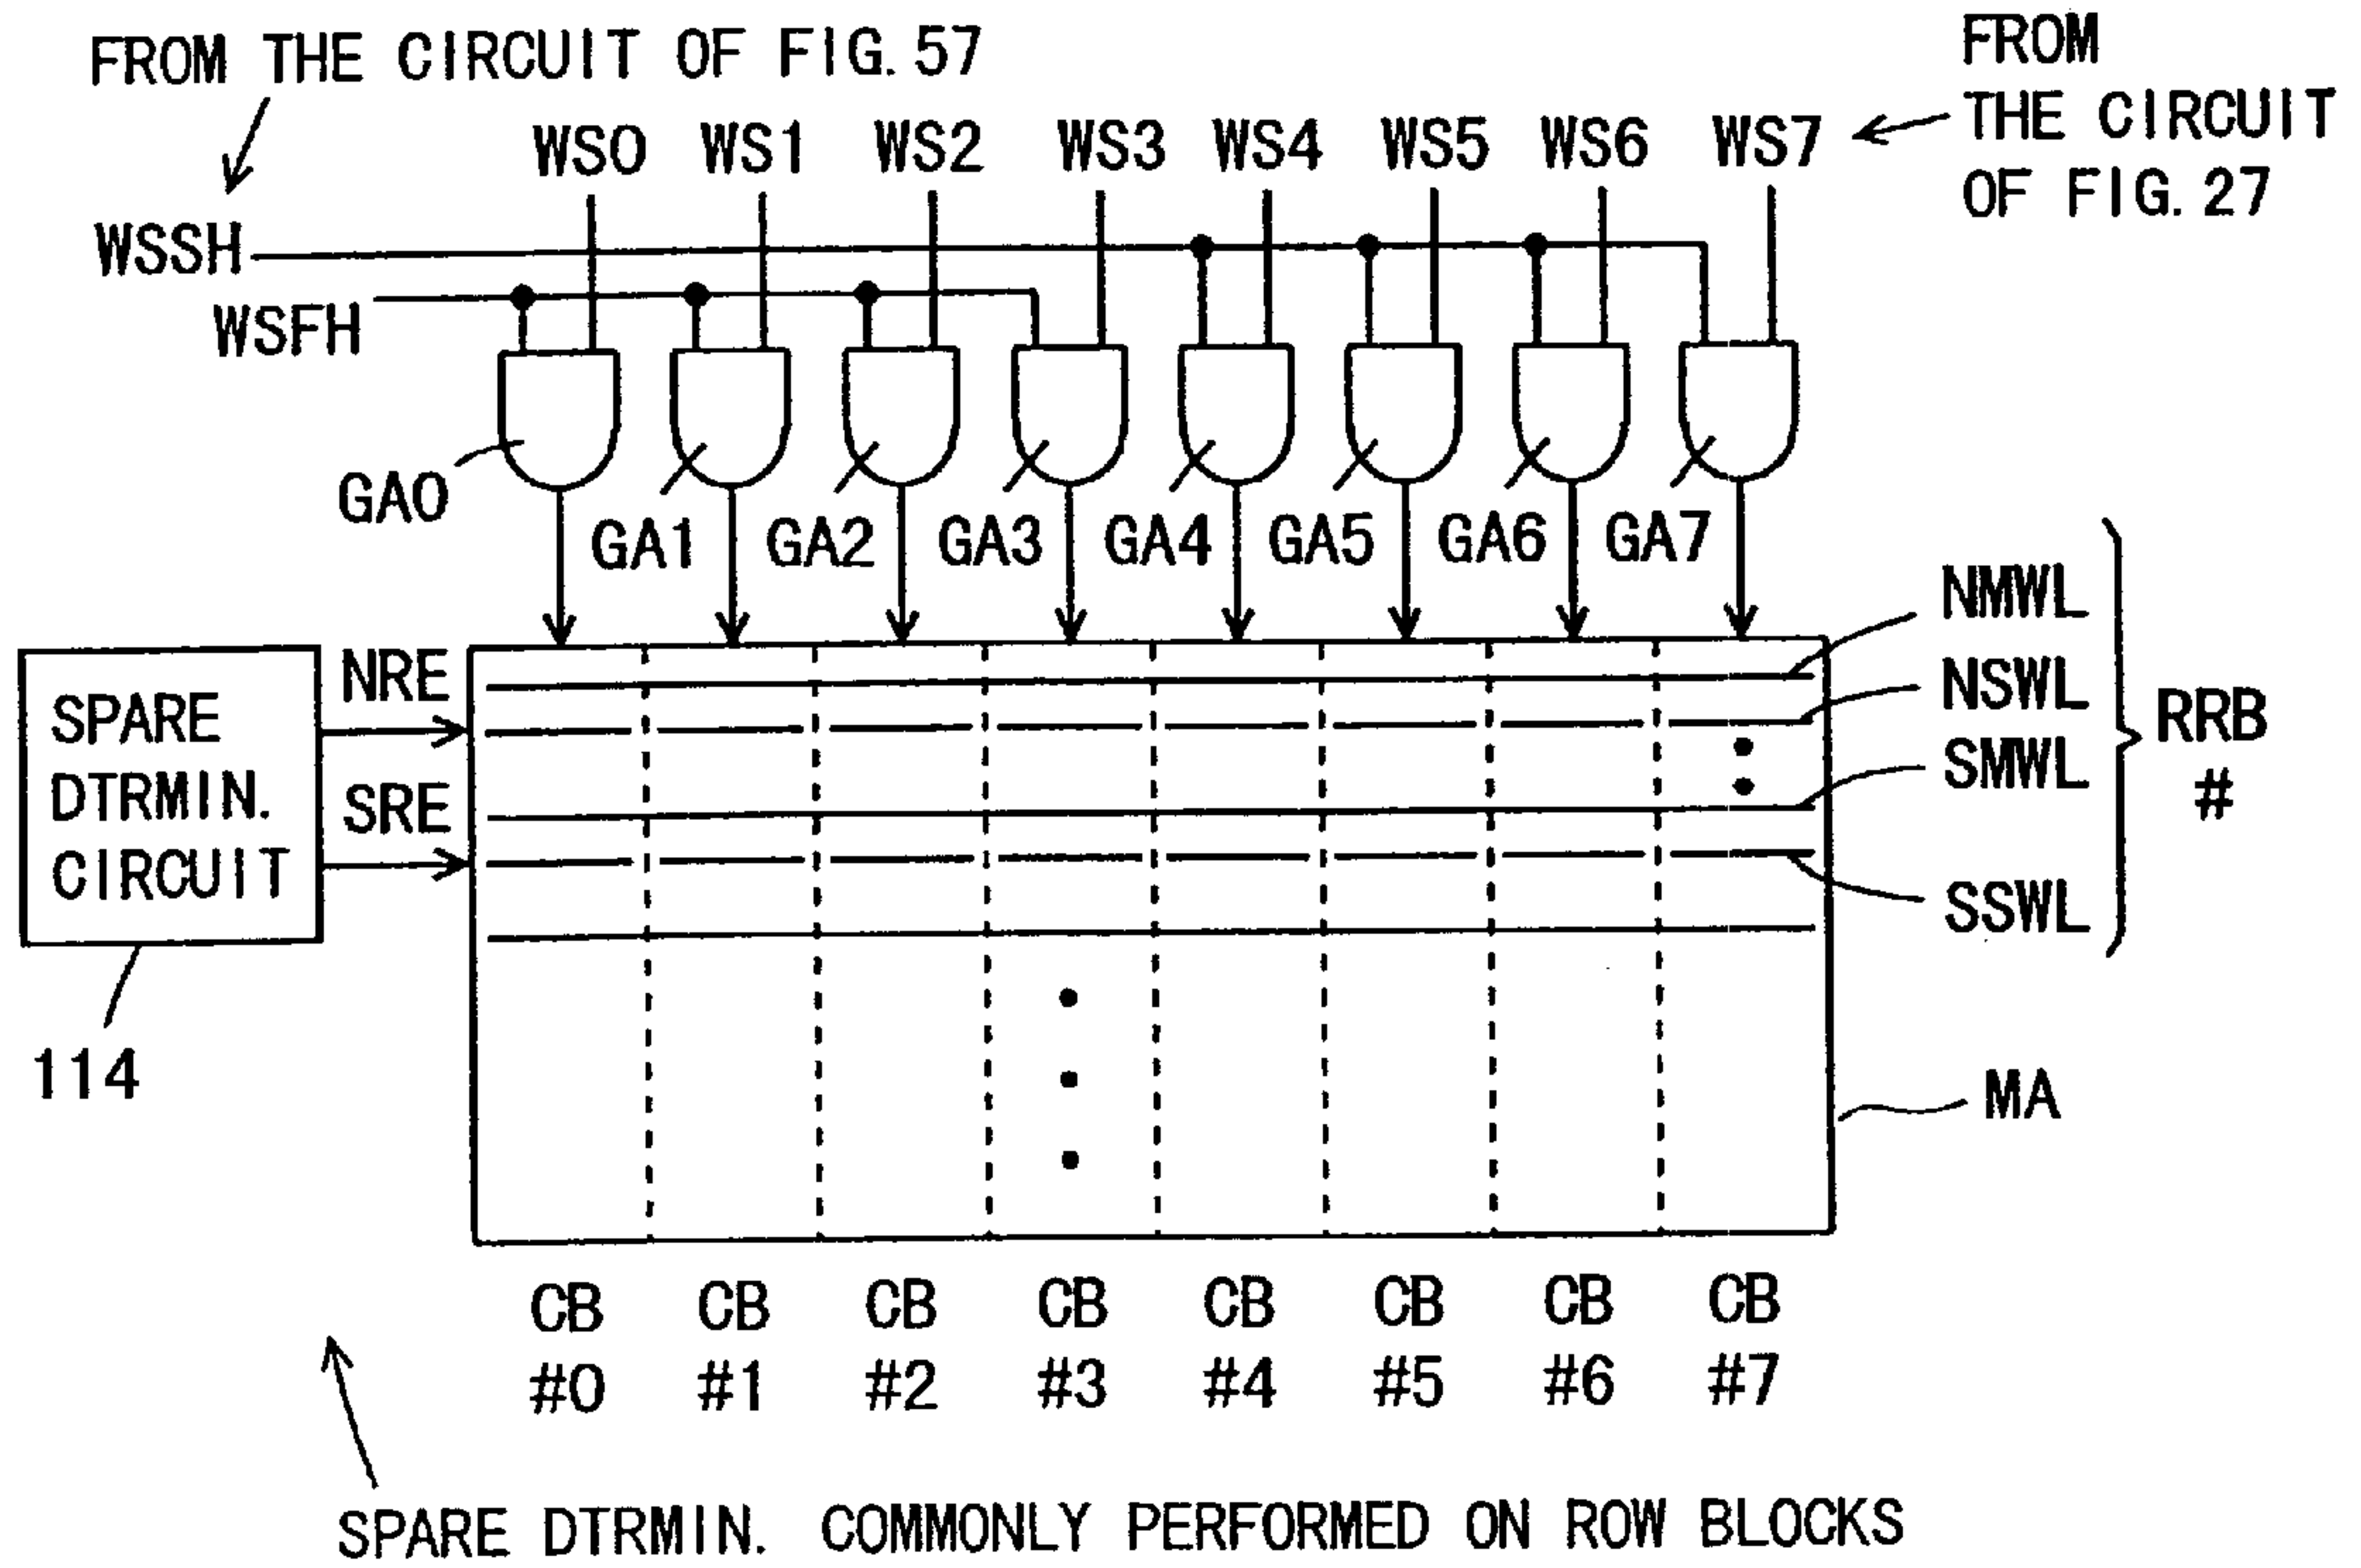 FROM THE CIRCUIT OF FIG. 57
FROM
THE CIRCUIT
OF FIG. 27
WS0 WS1 WS2 WS3 WS4 WS5 WS6 WS7
WSSH
WSFH
GA0 GA1 GA2 GA3 GA4 GA5 GA6 GA7
SPARE
DTRMIN.
CIRCUIT
NRE
SRE
114
NMWL
NSWL
SMWL
SSWL
RRB
#
MA
CB CB CB CB CB CB CB CB
#0 #1 #2 #3 #4 #5 #6 #7
SPARE DTRMIN. COMMONLY PERFORMED ON ROW BLOCKS